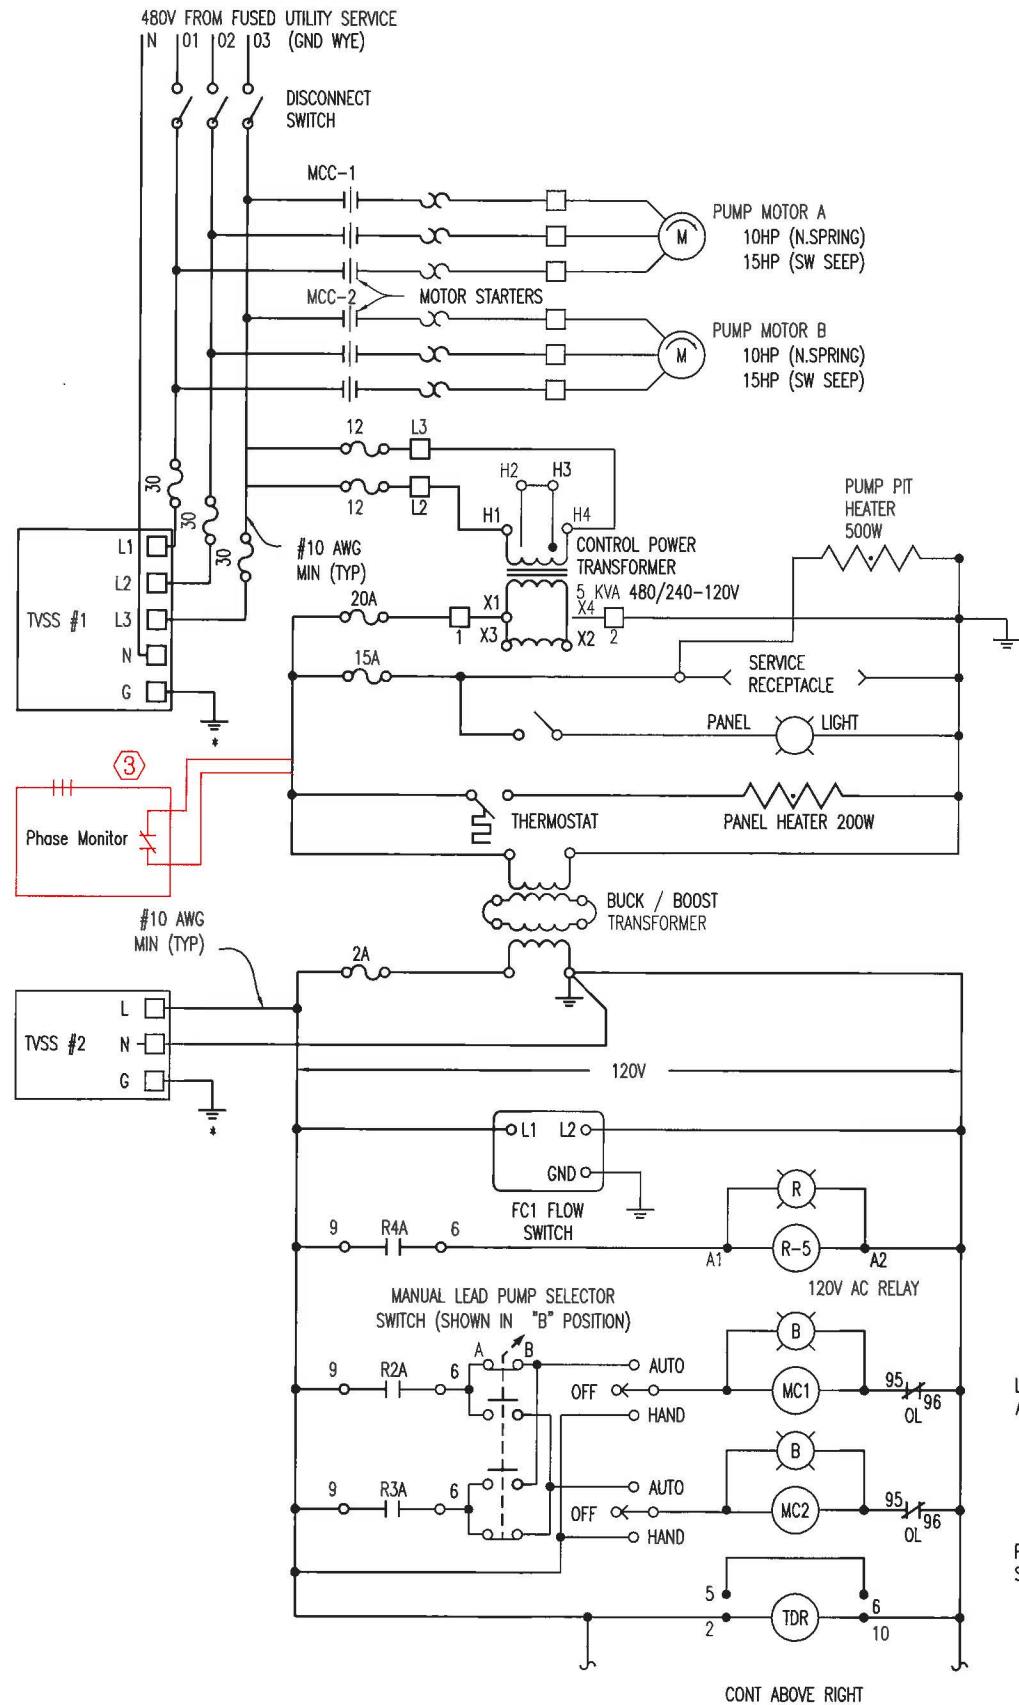 480V FROM FUSED UTILITY SERVICE
N 01 02 03 (GND WYE)
DISCONNECT
SWITCH
MCC-1
PUMP MOTOR A
M
10HP (N.SPRING)
15HP (SW SEEP)
MCC-2
MOTOR STARTERS
PUMP MOTOR B
M
10HP (N.SPRING)
15HP (SW SEEP)
12 L3
H2 H3
12 L2
H1 H4
30
30
30
PUMP PIT
HEATER
500W
#10 AWG
MIN (TYP)
CONTROL POWER
TRANSFORMER
5 KVA 480/240-120V
TVSS #1
L1
L2
L3
N
G
*
20A
1
X1
X3
X4
X2
2
15A
SERVICE
RECEPTACLE
PANEL LIGHT
3
Phase Monitor
THERMOSTAT
PANEL HEATER 200W
BUCK / BOOST
TRANSFORMER
#10 AWG
MIN (TYP)
2A
TVSS #2
L
N
G
*
120V
L1 L2
GND
FC1 FLOW
SWITCH
R
9 R4A 6
A1 R-5 A2
120V AC RELAY
MANUAL LEAD PUMP SELECTOR
SWITCH (SHOWN IN "B" POSITION)
A B
B
9 R2A 6
AUTO
OFF
HAND
MC1
95
96
OL
L
A
B
9 R3A 6
AUTO
OFF
HAND
MC2
95
96
OL
S
5
6
2
TDR
10
CONT ABOVE RIGHT